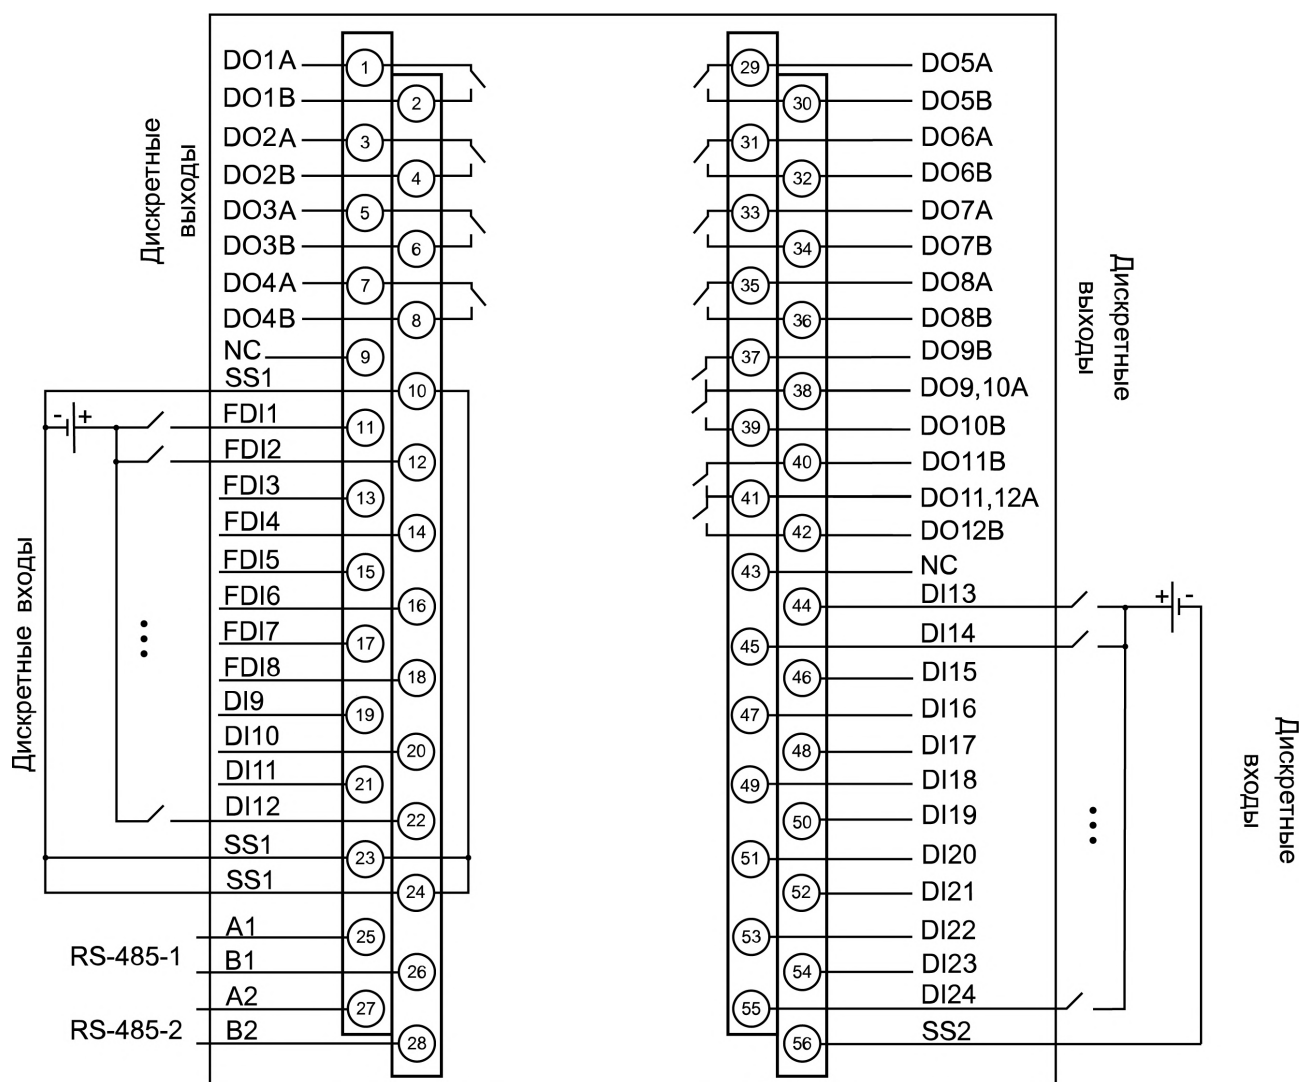 Дискретные
выходы
DO1A 1
DO1B 2
DO2A 3
DO2B 4
DO3A 5
DO3B 6
DO4A 7
DO4B 8
NC 9
SS1 10
- +
FDI1 11
FDI2 12
FDI3 13
FDI4 14
FDI5 15
FDI6 16
FDI7 17
FDI8 18
DI9 19
DI10 20
DI11 21
DI12 22
SS1 23
SS1 24
Дискретные входы
RS-485-1
A1 25
B1 26
RS-485-2
A2 27
B2 28
29 DO5A
30 DO5B
31 DO6A
32 DO6B
33 DO7A
34 DO7B
35 DO8A
36 DO8B
37 DO9B
38 DO9,10A
39 DO10B
40 DO11B
41 DO11,12A
42 DO12B
43 NC
44 DI13
45 DI14
46 DI15
47 DI16
48 DI17
49 DI18
50 DI19
51 DI20
52 DI21
53 DI22
54 DI23
55 DI24
56 SS2
Дискретные
выходы
+ -
Дискретные
входы